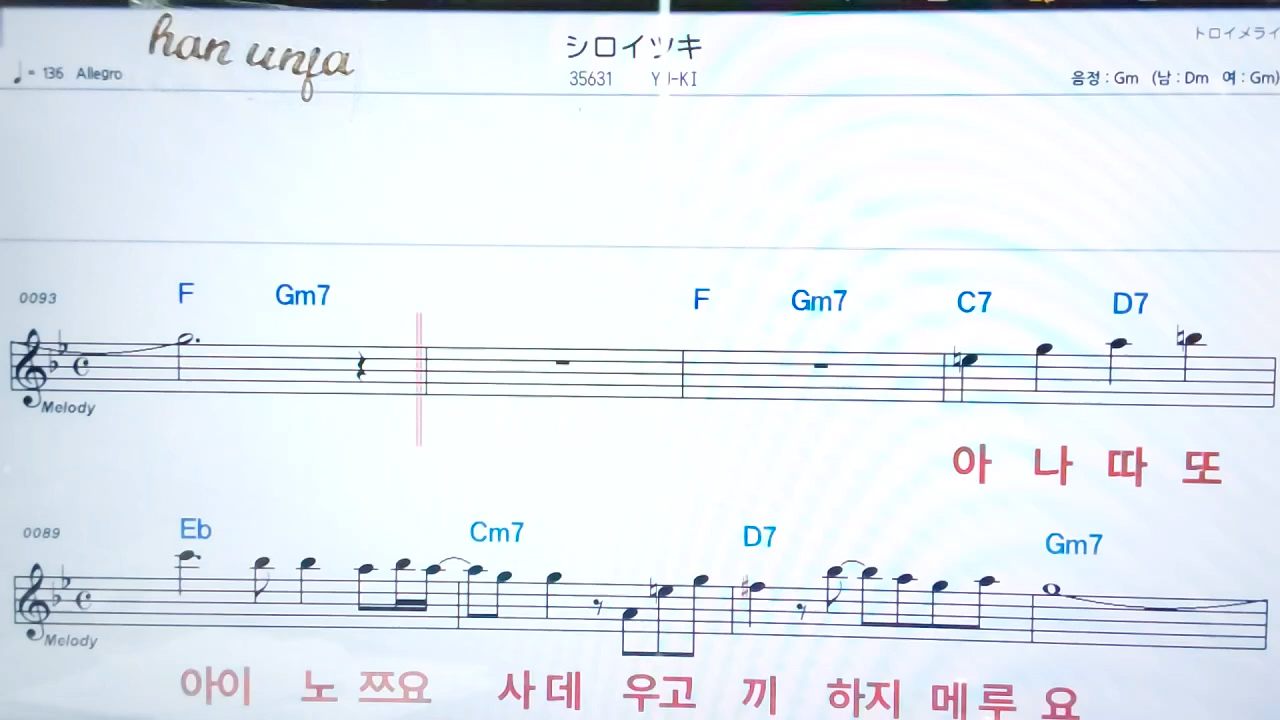 han unja
シロイツキ
トロイメライ
♩= 136 Allegro
35631 YU-KI
음정 : Gm (남 : Dm 여 : Gm)
0093 F Gm7 F Gm7 C7 D7
Melody
아 나 따 또
0089 Eb Cm7 D7 Gm7
Melody
아이 노 쯔요 사 데 우고 끼 하지 메 루 요